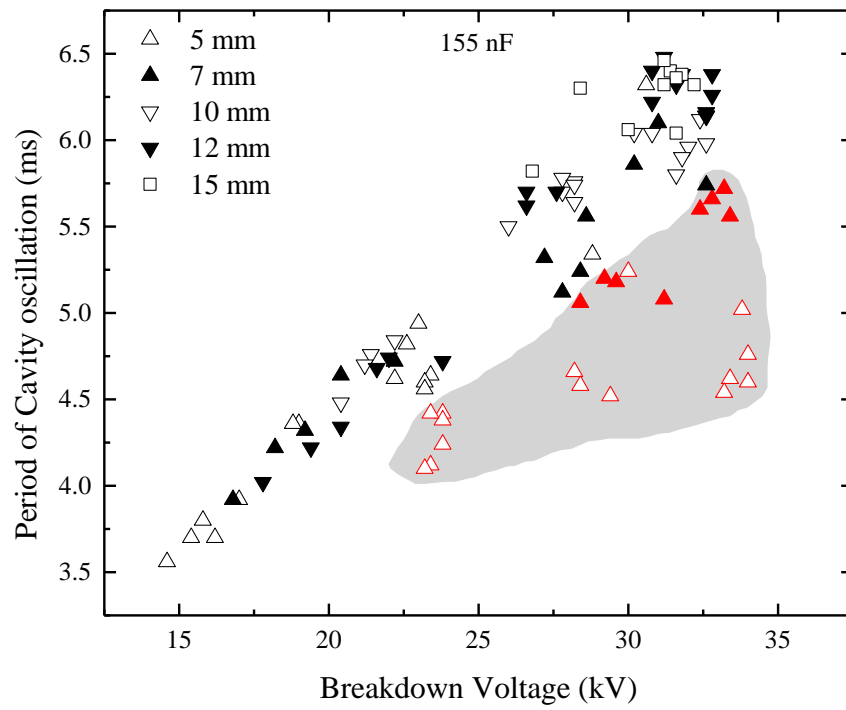 155 nF
5 mm
7 mm
10 mm
12 mm
15 mm
6.5
6.0
5.5
5.0
4.5
4.0
3.5
Period of Cavity oscillation (ms)
15 20 25 30 35
Breakdown Voltage (kV)